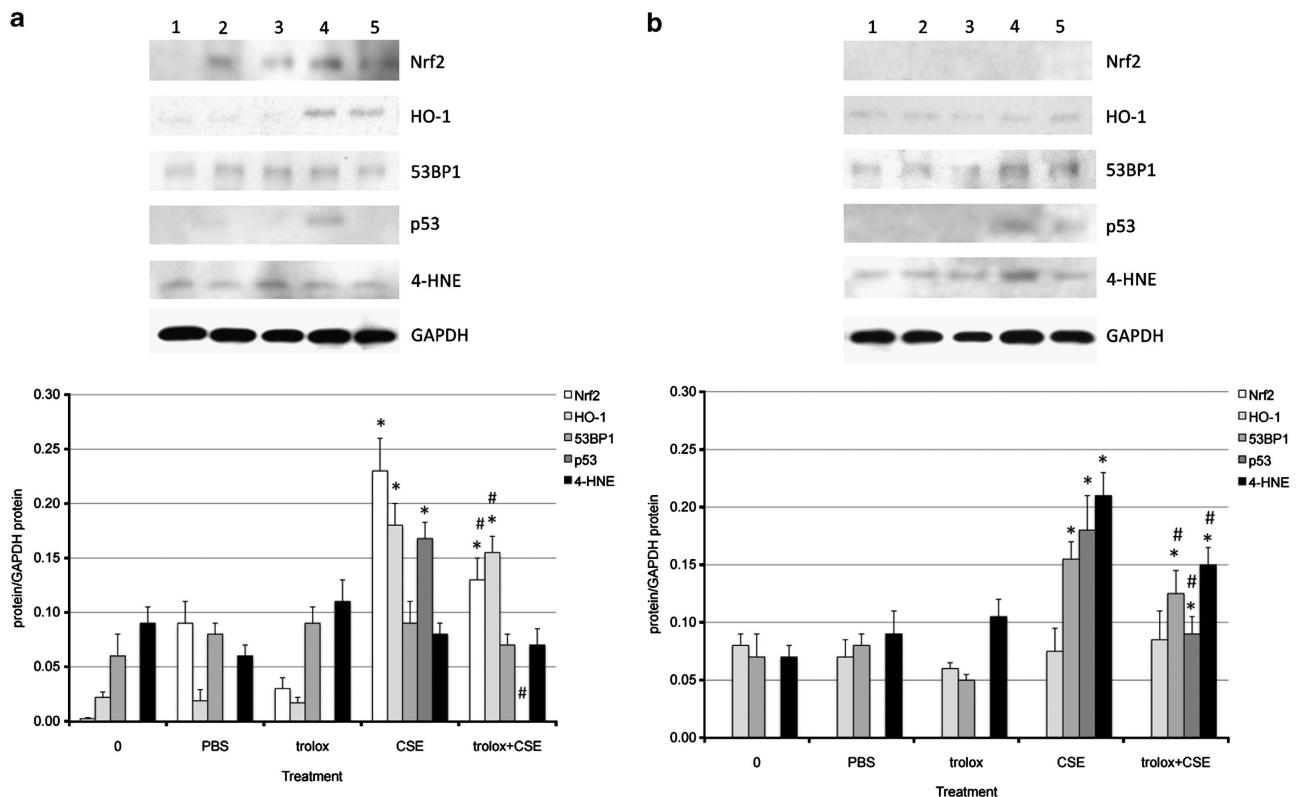 a
1 2 3 4 5
Nrf2
HO-1
53BP1
p53
4-HNE
GAPDH
0.30
0.25
0.20
0.15
0.10
0.05
0.00
protein/GAPDH protein
Nrf2
HO-1
53BP1
p53
4-HNE
*
*
*
#
*
#
*
#
0 PBS trolox CSE trolox+CSE
Treatment
b
1 2 3 4 5
Nrf2
HO-1
53BP1
p53
4-HNE
GAPDH
0.30
0.25
0.20
0.15
0.10
0.05
0.00
protein/GAPDH protein
HO-1
53BP1
p53
4-HNE
*
*
*
#
*
#
*
#
*
0 PBS trolox CSE trolox+CSE
Treatment